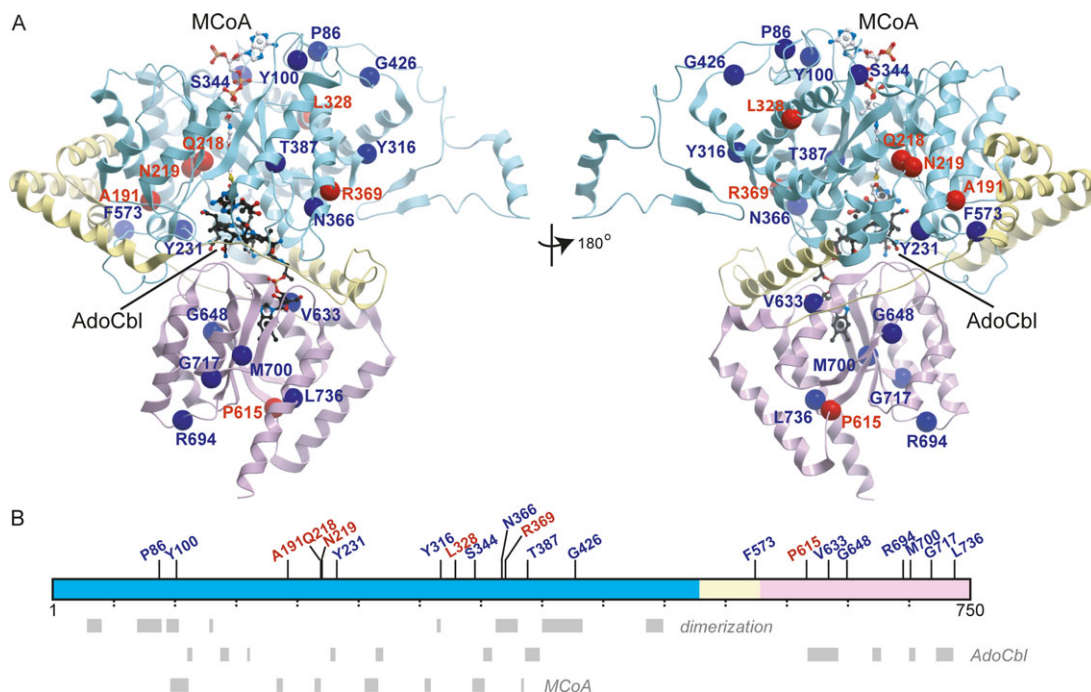 A
MCoA
P86
G426
Y100
S344
L328
Q218
N219
T387
Y316
A191
R369
F573
N366
Y231
AdoCbl
V633
G648
G717
M700
L736
P615
R694
180°
MCoA
P86
G426
Y100
S344
L328
Q218
N219
Y316
T387
A191
R369
F573
N366
Y231
AdoCbl
V633
G648
M700
G717
L736
P615
R694
B
P86 Y100 A191 Q218 N219 Y231 Y316 L328 S344 N366 R369 T387 G426 F573 P615 V633 G648 R694 M700 G717 L736
1 750
dimerization
AdoCbl
MCoA